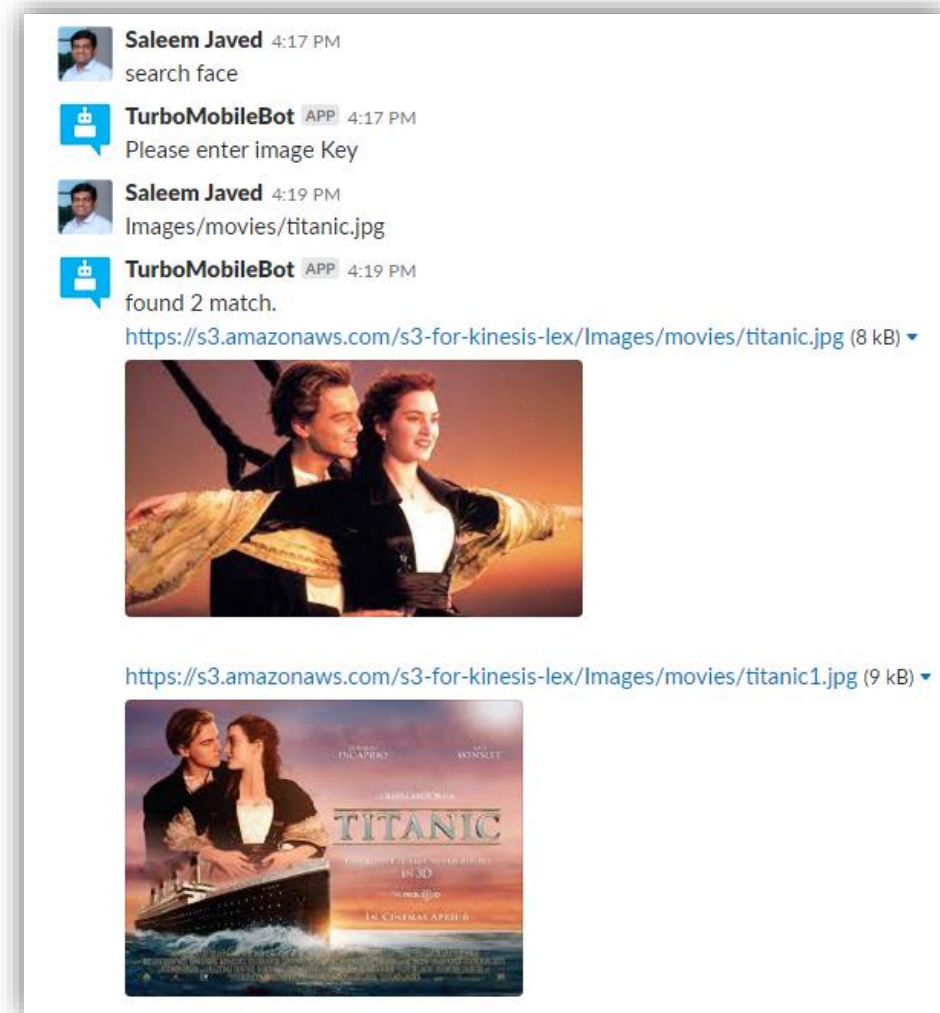 Saleem Javed 4:17 PM
search face
TurboMobileBot APP 4:17 PM
Please enter image Key
Saleem Javed 4:19 PM
Images/movies/titanic.jpg
TurboMobileBot APP 4:19 PM
found 2 match.
https://s3.amazonaws.com/s3-for-kinesis-lex/Images/movies/titanic.jpg (8 kB)
https://s3.amazonaws.com/s3-for-kinesis-lex/Images/movies/titanic1.jpg (9 kB)
DICAPRIO WINSLET
TITANIC
IN 3D
IN CINEMAS APRIL 6